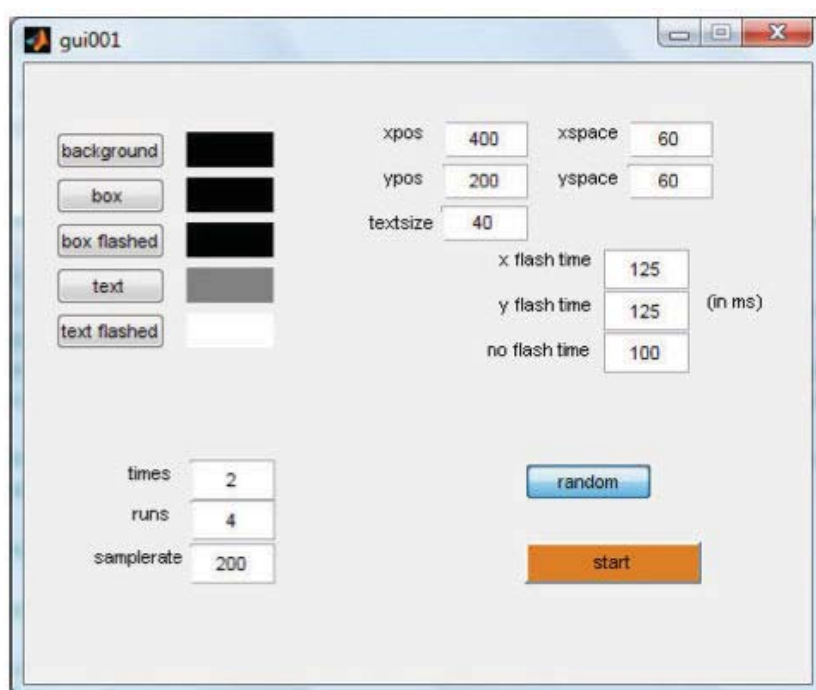 gui001
background
box
box flashed
text
text flashed
xpos 400 xspace 60
ypos 200 yspace 60
textsize 40
x flash time 125
y flash time 125 (in ms)
no flash time 100
times 2
runs 4
samplerate 200
random
start